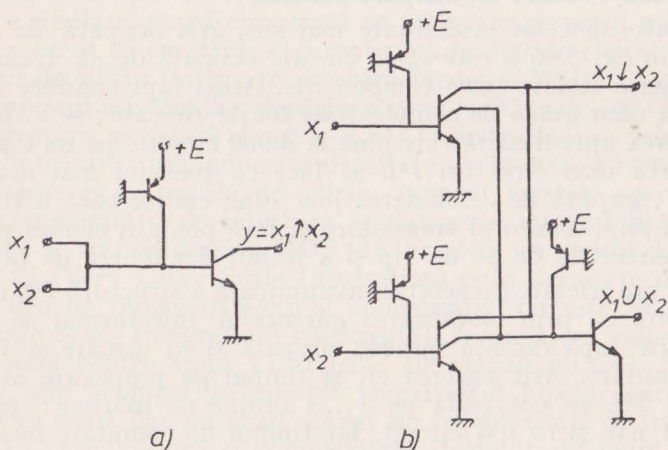 +E
x₁↓x₂
x₁
+E
x₁
x₂
y=x₁↑x₂
+E
+E
x₂
x₁∪x₂
a)
b)